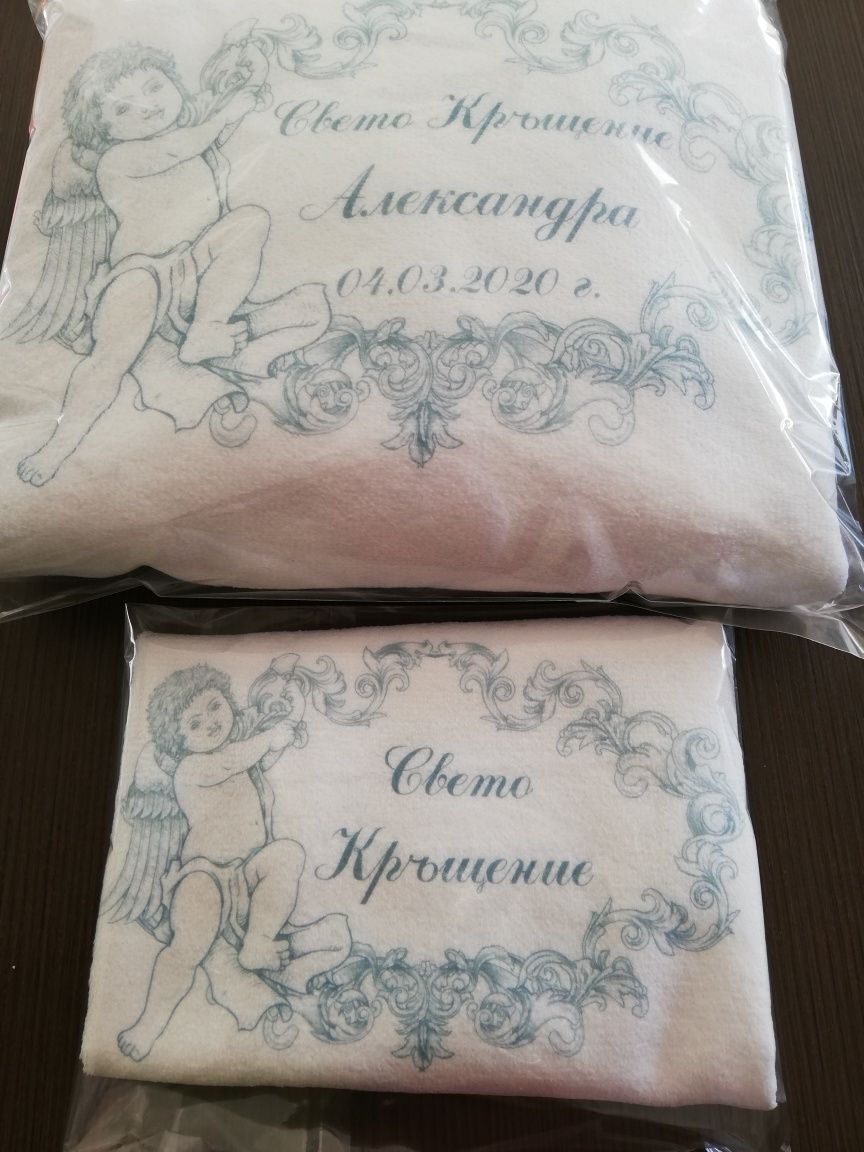 Свето Кръщение
Александра
04.03.2020 г.
Свето
Кръщение